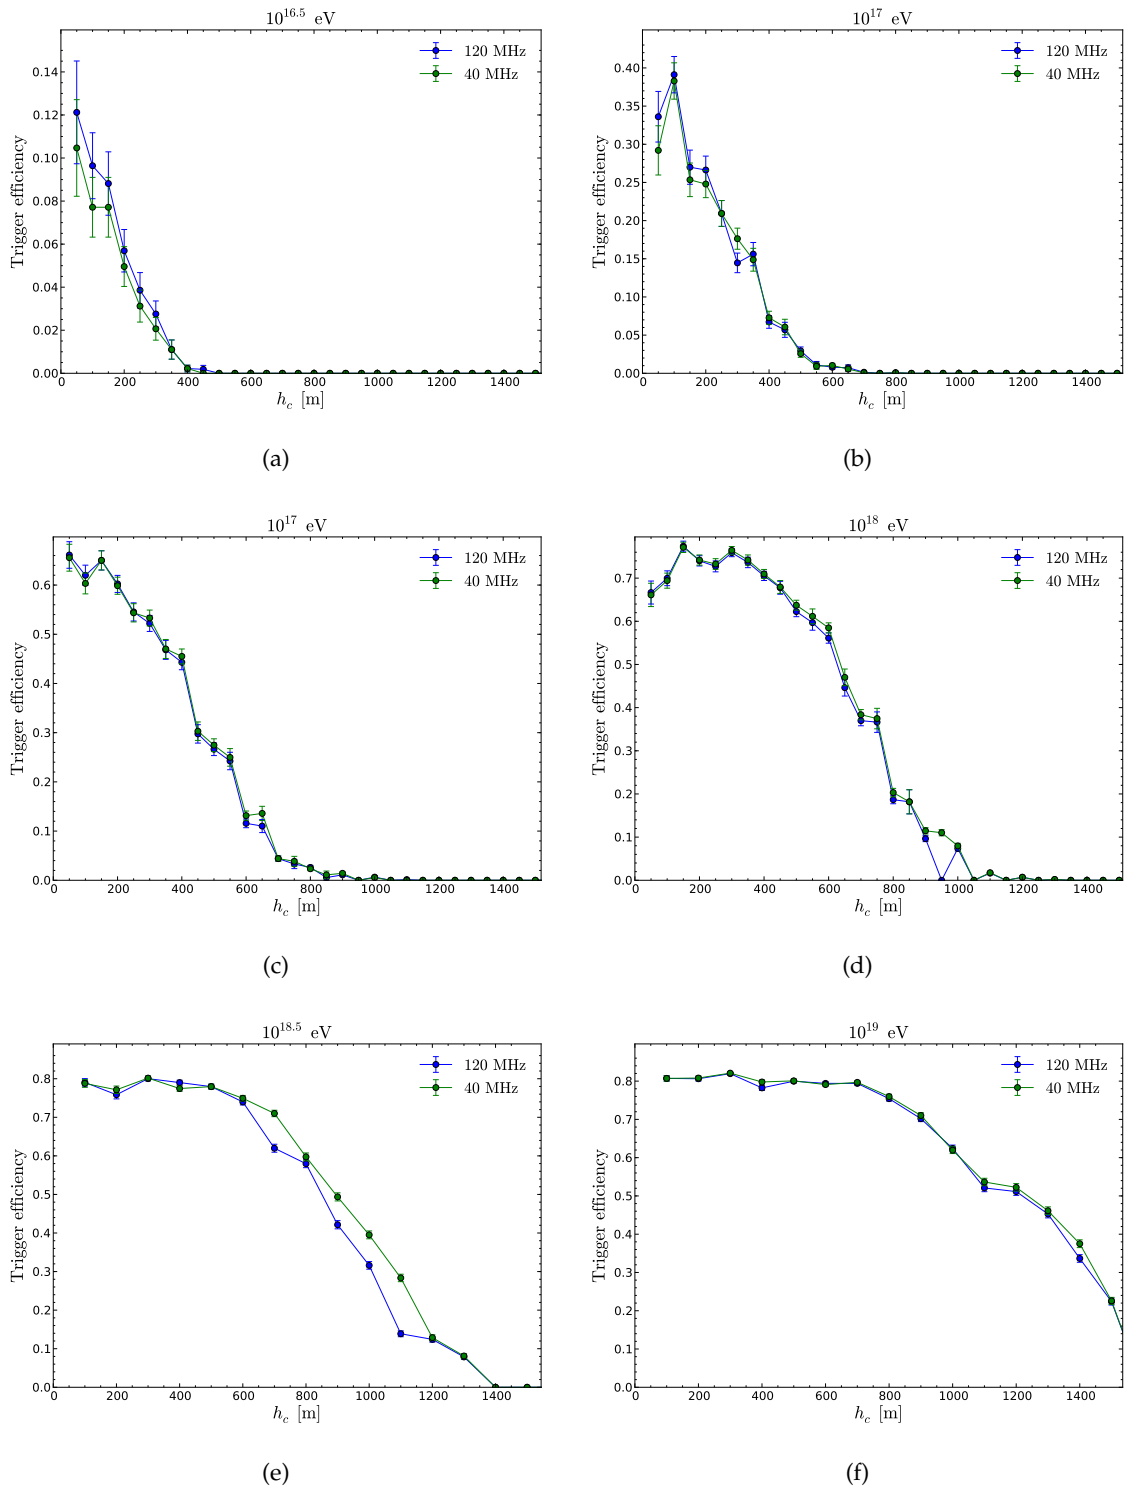 10^16.5 eV
120 MHz
40 MHz
Trigger efficiency
0.14
0.12
0.10
0.08
0.06
0.04
0.02
0.00
0 200 400 600 800 1000 1200 1400
h_c [m]
(a)
10^17 eV
120 MHz
40 MHz
Trigger efficiency
0.40
0.35
0.30
0.25
0.20
0.15
0.10
0.05
0.00
0 200 400 600 800 1000 1200 1400
h_c [m]
(b)
10^17 eV
120 MHz
40 MHz
Trigger efficiency
0.6
0.5
0.4
0.3
0.2
0.1
0.0
0 200 400 600 800 1000 1200 1400
h_c [m]
(c)
10^18 eV
120 MHz
40 MHz
Trigger efficiency
0.7
0.6
0.5
0.4
0.3
0.2
0.1
0.0
0 200 400 600 800 1000 1200 1400
h_c [m]
(d)
10^18.5 eV
120 MHz
40 MHz
Trigger efficiency
0.8
0.7
0.6
0.5
0.4
0.3
0.2
0.1
0.0
0 200 400 600 800 1000 1200 1400
h_c [m]
(e)
10^19 eV
120 MHz
40 MHz
Trigger efficiency
0.8
0.7
0.6
0.5
0.4
0.3
0.2
0.1
0.0
0 200 400 600 800 1000 1200 1400
h_c [m]
(f)